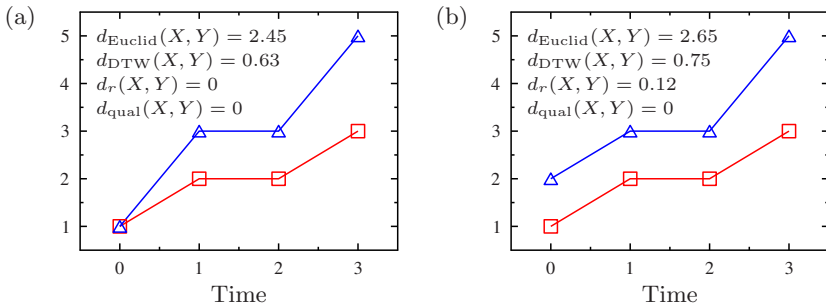 (a)
d_Euclid(X, Y) = 2.45
d_DTW(X, Y) = 0.63
d_r(X, Y) = 0
d_qual(X, Y) = 0
5
4
3
2
1
0 1 2 3
Time
(b)
d_Euclid(X, Y) = 2.65
d_DTW(X, Y) = 0.75
d_r(X, Y) = 0.12
d_qual(X, Y) = 0
5
4
3
2
1
0 1 2 3
Time